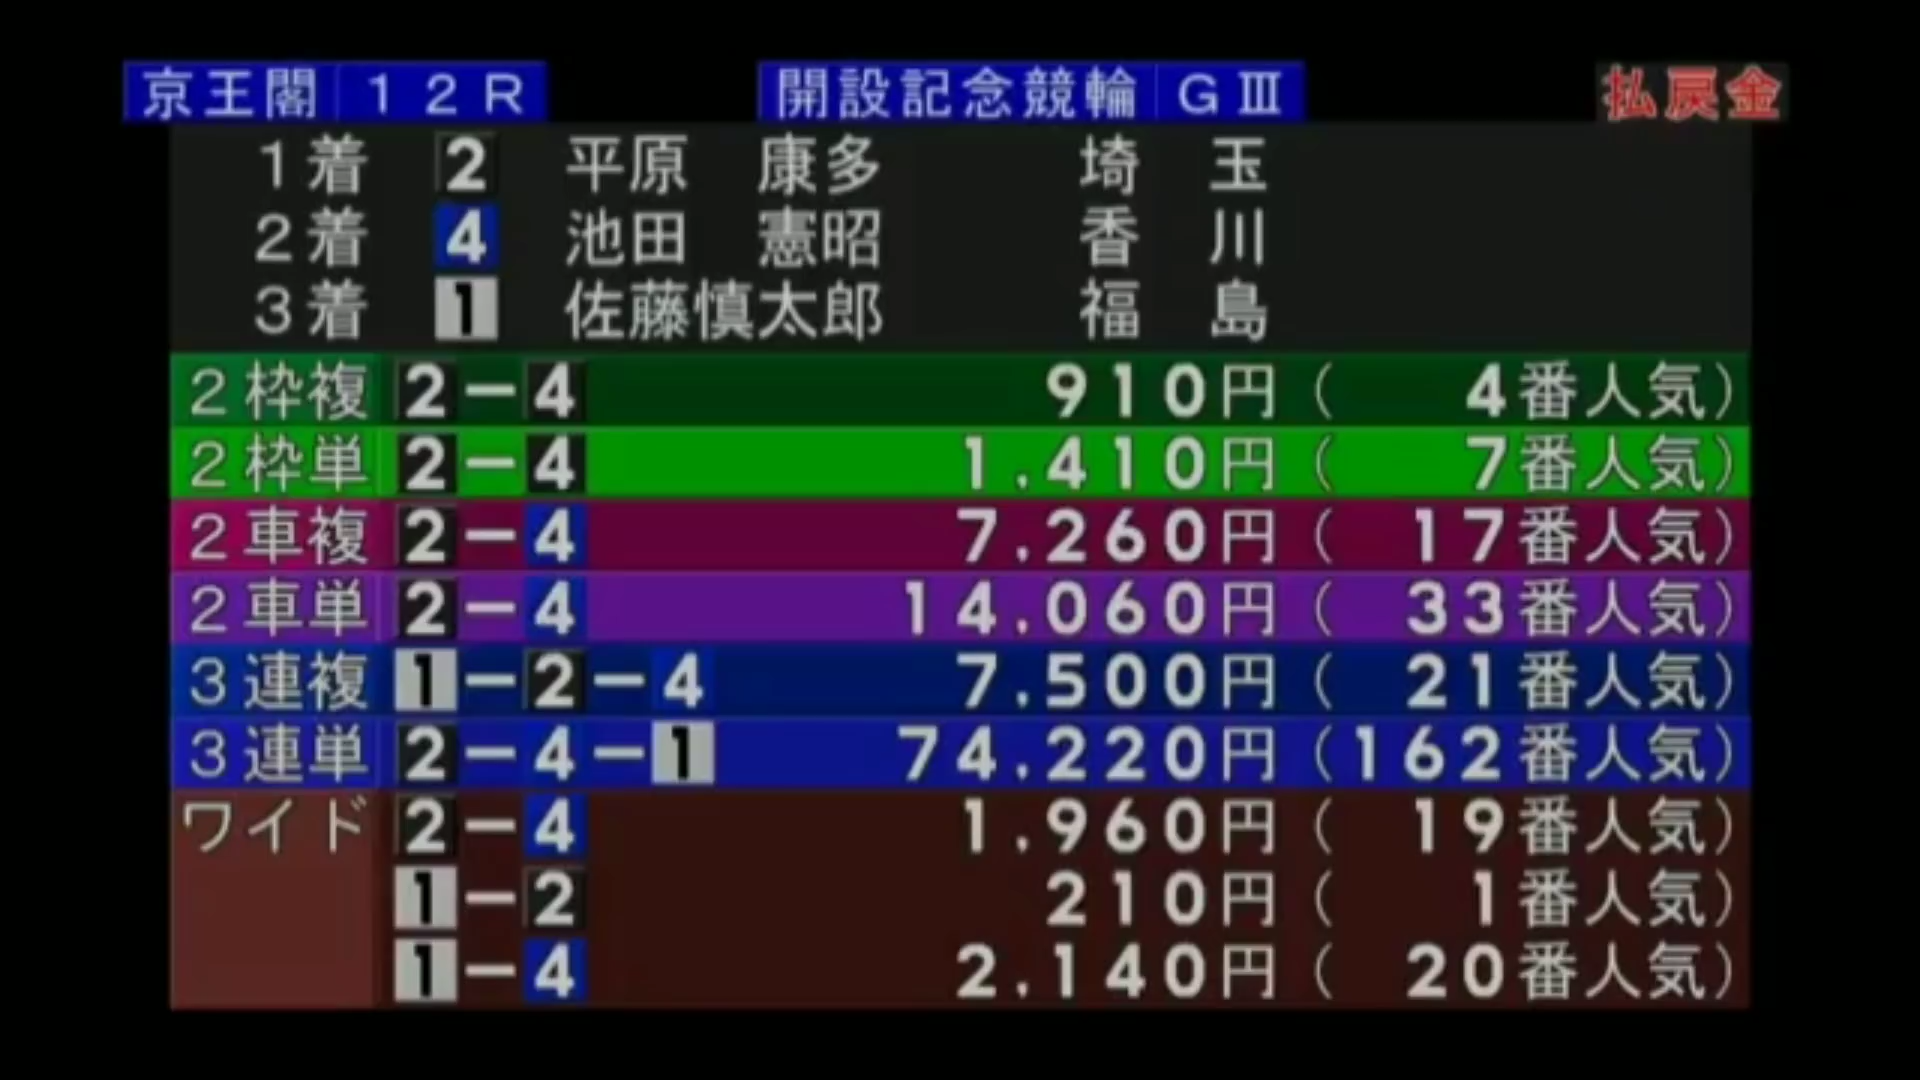 京王閣 12R 開設記念競輪 GⅢ 払戻金
1着 2 平原 康多 埼 玉
2着 4 池田 憲昭 香 川
3着 1 佐藤慎太郎 福 島
2枠複 2-4 910円( 4番人気)
2枠単 2-4 1,410円( 7番人気)
2車複 2-4 7,260円( 17番人気)
2車単 2-4 14,060円( 33番人気)
3連複 1-2-4 7,500円( 21番人気)
3連単 2-4-1 74,220円(162番人気)
ワイド 2-4 1,960円( 19番人気)
1-2 210円( 1番人気)
1-4 2,140円( 20番人気)